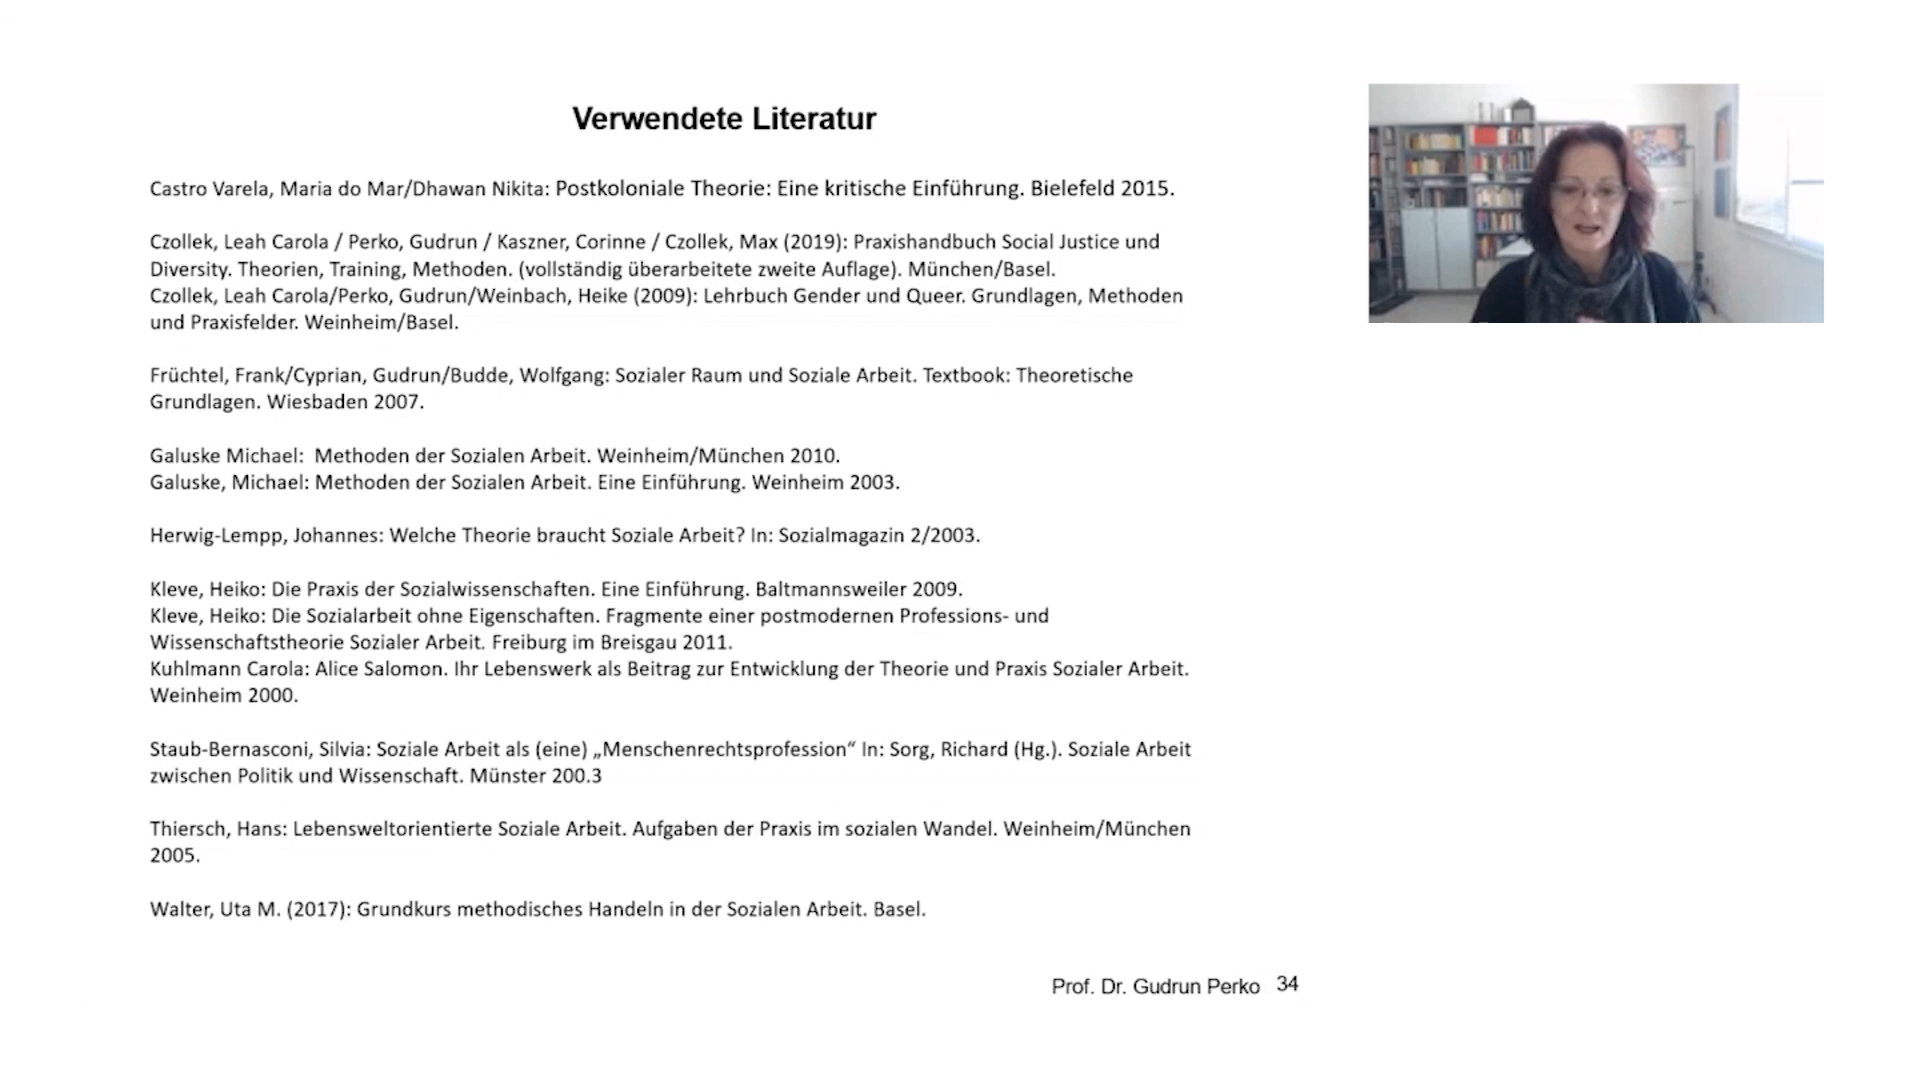 Verwendete Literatur
Castro Varela, Maria do Mar/Dhawan Nikita: Postkoloniale Theorie: Eine kritische Einführung. Bielefeld 2015.
Czollek, Leah Carola / Perko, Gudrun / Kaszner, Corinne / Czollek, Max (2019): Praxishandbuch Social Justice und
Diversity. Theorien, Training, Methoden. (vollständig überarbeitete zweite Auflage). München/Basel.
Czollek, Leah Carola/Perko, Gudrun/Weinbach, Heike (2009): Lehrbuch Gender und Queer. Grundlagen, Methoden
und Praxisfelder. Weinheim/Basel.
Früchtel, Frank/Cyprian, Gudrun/Budde, Wolfgang: Sozialer Raum und Soziale Arbeit. Textbook: Theoretische
Grundlagen. Wiesbaden 2007.
Galuske Michael:  Methoden der Sozialen Arbeit. Weinheim/München 2010.
Galuske, Michael: Methoden der Sozialen Arbeit. Eine Einführung. Weinheim 2003.
Herwig-Lempp, Johannes: Welche Theorie braucht Soziale Arbeit? In: Sozialmagazin 2/2003.
Kleve, Heiko: Die Praxis der Sozialwissenschaften. Eine Einführung. Baltmannsweiler 2009.
Kleve, Heiko: Die Sozialarbeit ohne Eigenschaften. Fragmente einer postmodernen Professions- und
Wissenschaftstheorie Sozialer Arbeit. Freiburg im Breisgau 2011.
Kuhlmann Carola: Alice Salomon. Ihr Lebenswerk als Beitrag zur Entwicklung der Theorie und Praxis Sozialer Arbeit.
Weinheim 2000.
Staub-Bernasconi, Silvia: Soziale Arbeit als (eine) „Menschenrechtsprofession“ In: Sorg, Richard (Hg.). Soziale Arbeit
zwischen Politik und Wissenschaft. Münster 200.3
Thiersch, Hans: Lebensweltorientierte Soziale Arbeit. Aufgaben der Praxis im sozialen Wandel. Weinheim/München
2005.
Walter, Uta M. (2017): Grundkurs methodisches Handeln in der Sozialen Arbeit. Basel.
Prof. Dr. Gudrun Perko 34